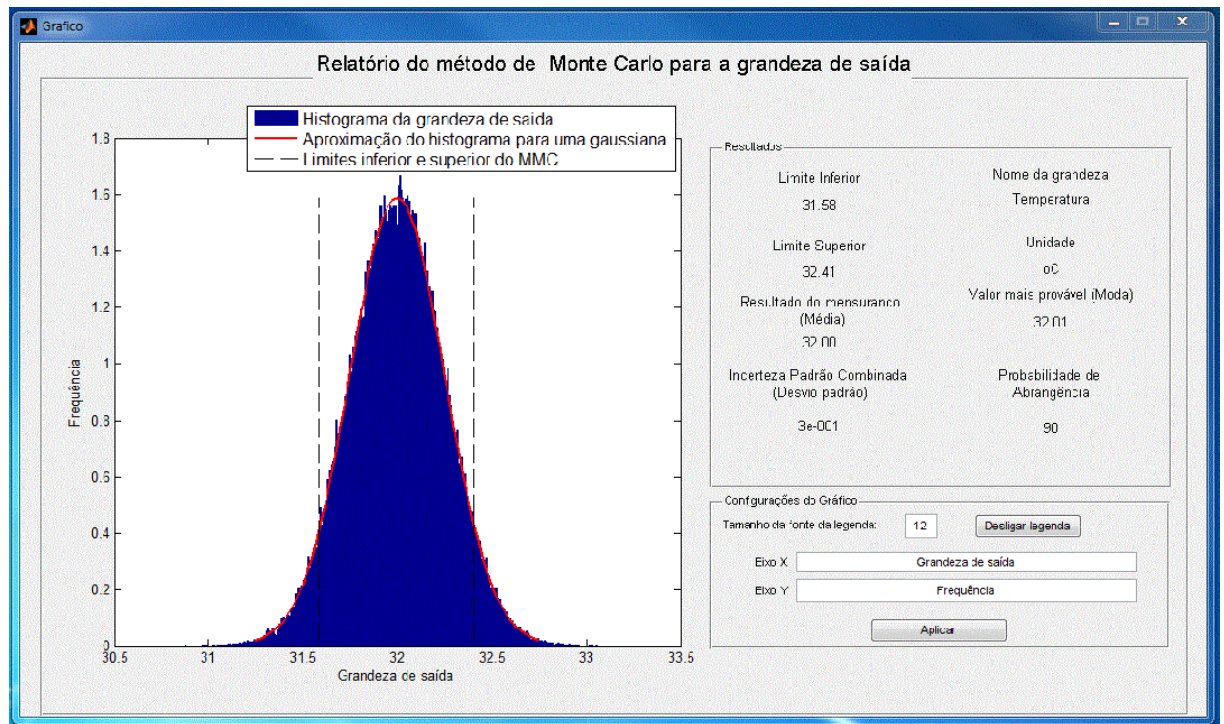 Grafico
Relatório do método de Monte Carlo para a grandeza de saída
Histograma da grandeza de saida
Aproximação do histograma para uma gaussiana
Limites inferior e superior do MMC
1.8
1.6
1.4
1.2
1
0.8
0.6
0.4
0.2
0
Frequência
30.5
31
31.5
32
32.5
33
33.5
Grandeza de saída
Resultados
Limite Inferior
31.58
Nome da grandeza
Temperatura
Limite Superior
32.41
Unidade
oC
Resultado do mensuranco
(Média)
32.00
Valor mais provável (Moda)
32.01
Incerteza Padrão Combinada
(Desvio padrão)
3e-001
Probabilidade de
Abrangência
90
Configurações do Gráfico
Tamanho da fonte da legenda:
12
Desligar legenda
Eixo X
Grandeza de saída
Eixo Y
Frequência
Aplicar